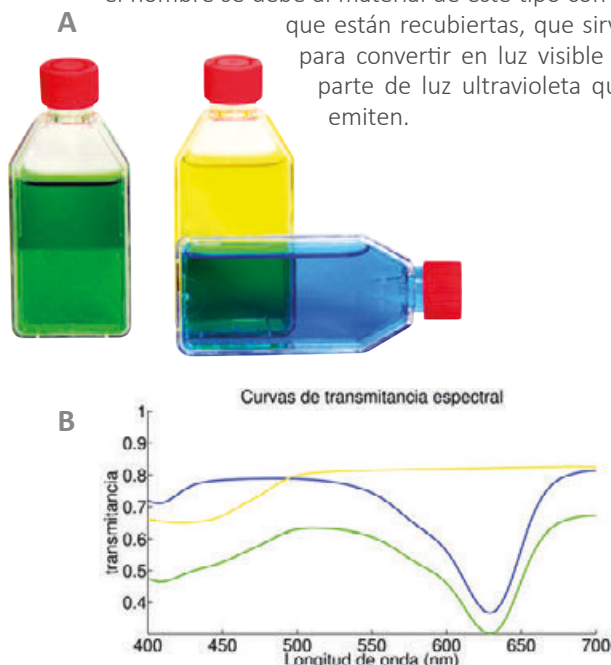 que están recubiertas, que sirv
para convertir en luz visible
parte de luz ultravioleta qu
emiten.
A
B
Curvas de transmitancia espectral
transmitancia
1
0.9
0.8
0.7
0.6
0.5
0.4
400
450
500
550
600
650
700
Longitud de onda (nm)